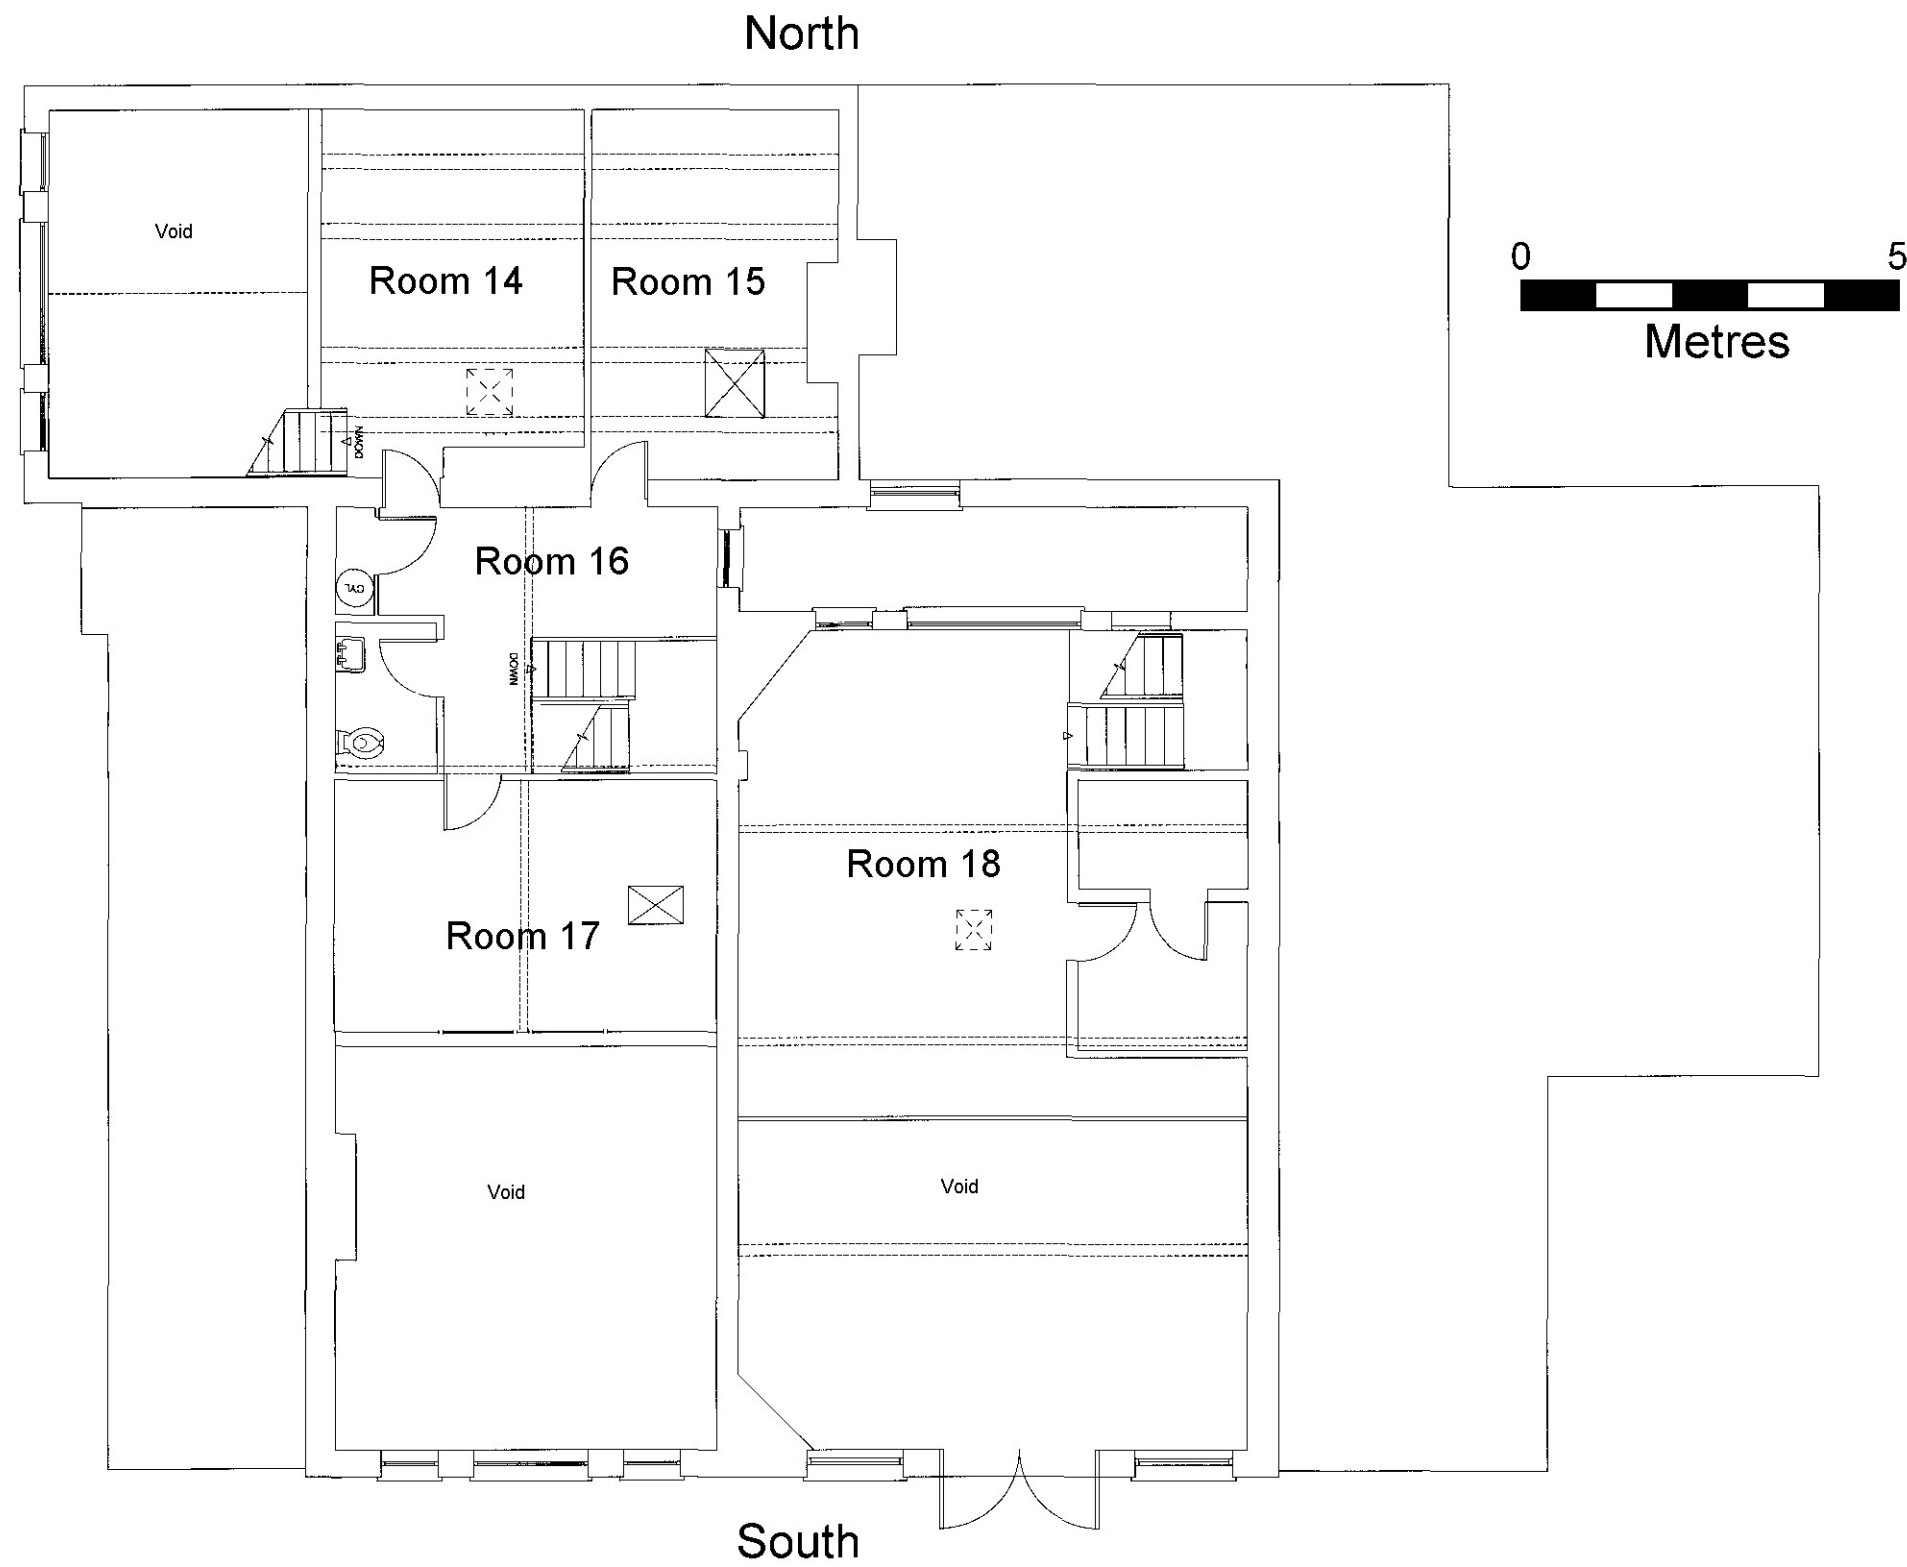 North
Void
Room 14
Room 15
0
5
Metres
DOWN
Room 16
CYL
DOWN
Room 18
Room 17
Void
Void
South